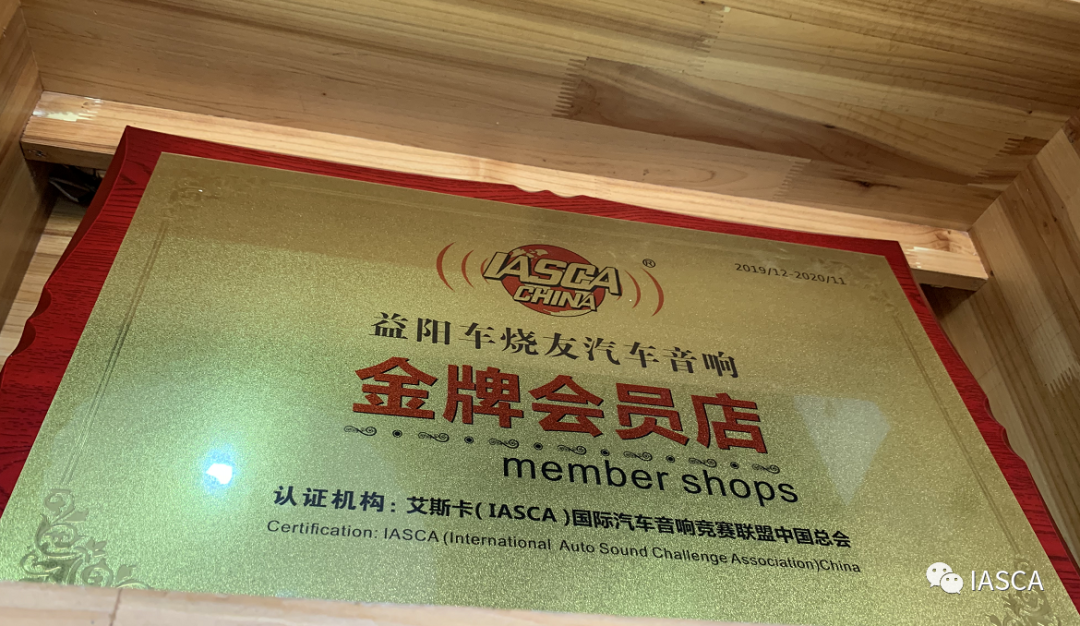 IASCA ®
CHINA
2019/12-2020/11
益阳车烧友汽车音响
金牌会员店
member shops
认证机构：艾斯卡(IASCA)国际汽车音响竞赛联盟中国总会
Certification: IASCA (International Auto Sound Challenge Association)China
IASCA